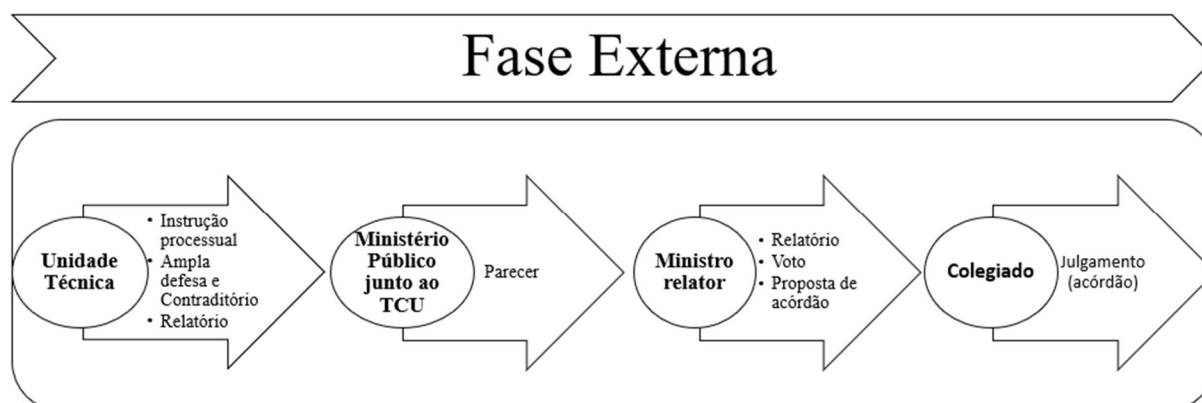 Fase Externa
Unidade
Técnica
• Instrução
processual
• Ampla
defesa e
Contraditório
• Relatório
Ministério
Público
junto ao
TCU
Parecer
Ministro
relator
• Relatório
• Voto
• Proposta de
acórdão
Colegiado
Julgamento
(acórdão)